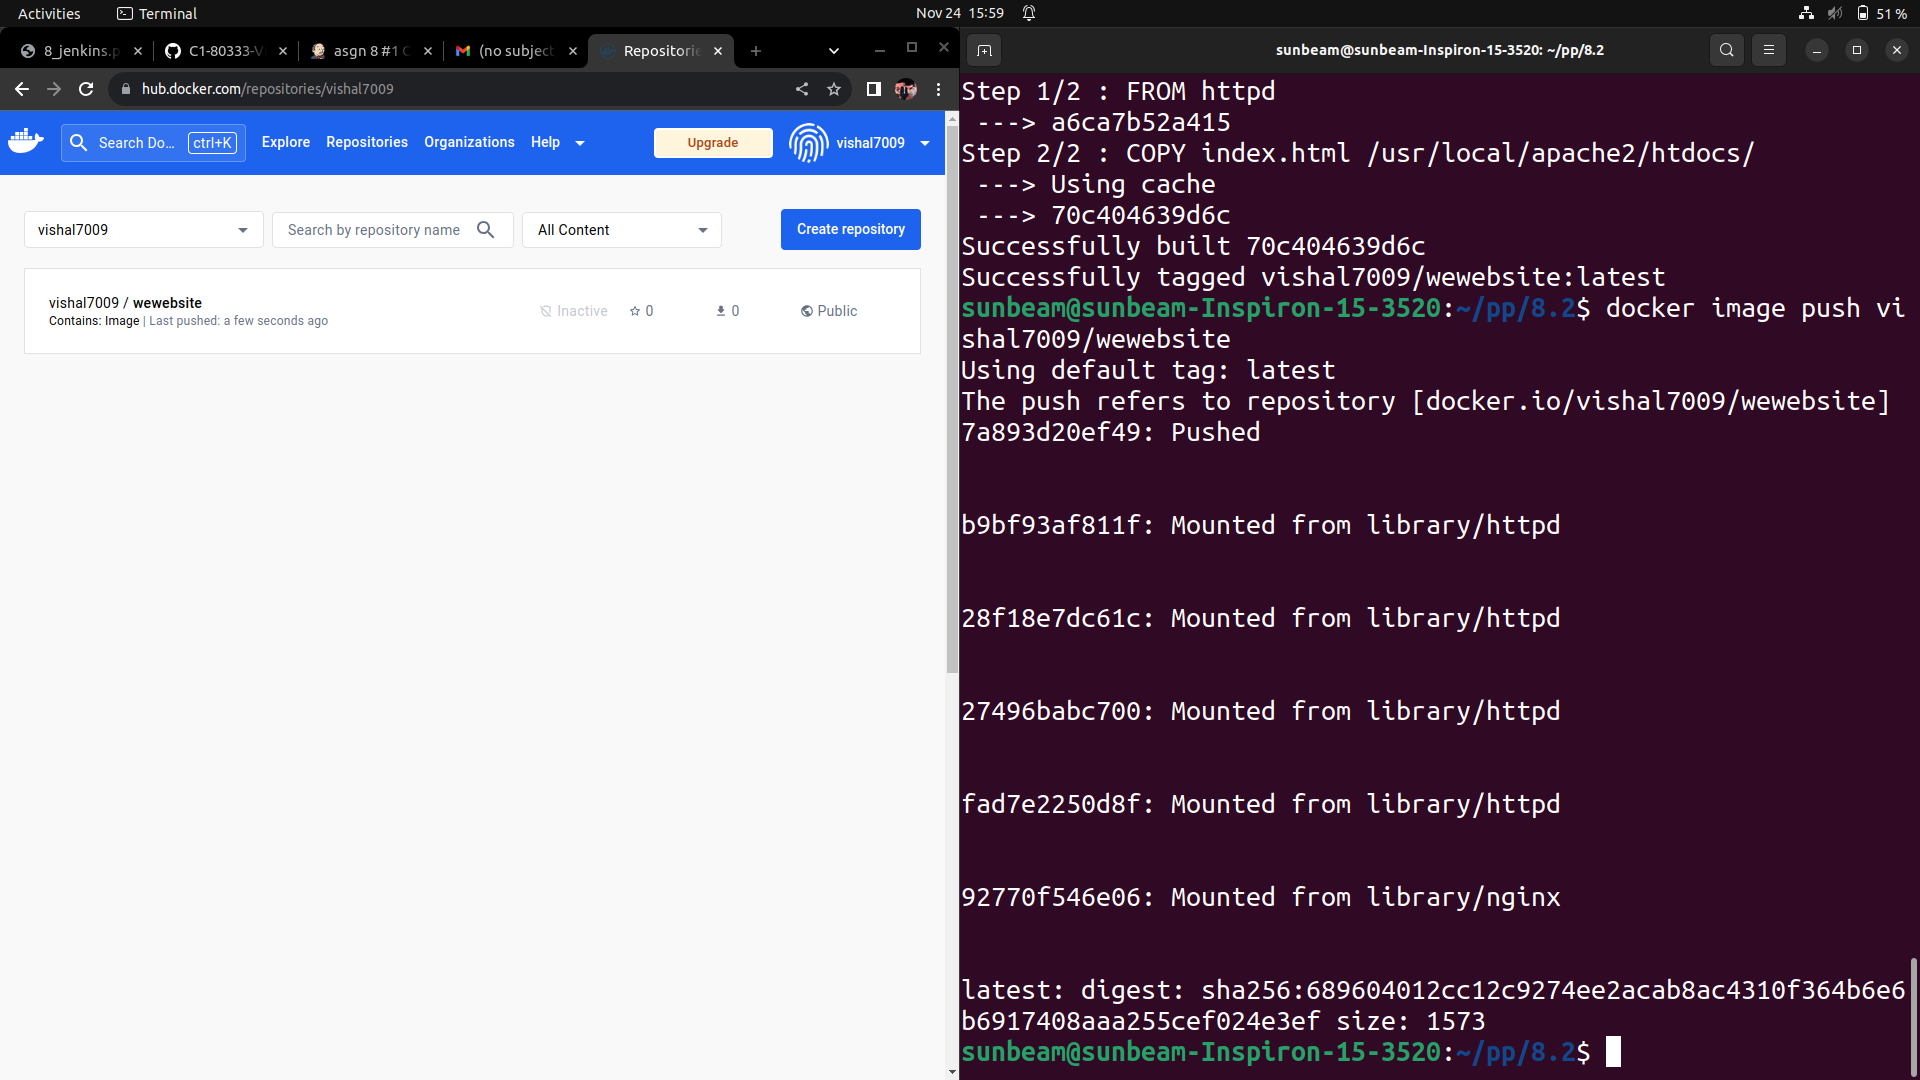 Activities
Terminal
Nov 24 15:59
51 %
8_jenkins.p
C1-80333-V
asgn 8 #1 C
(no subject
Repositorie
hub.docker.com/repositories/vishal7009
Search Do...
ctrl+K
Explore
Repositories
Organizations
Help
Upgrade
vishal7009
vishal7009
Search by repository name
All Content
Create repository
vishal7009 / wewebsite
Contains: Image | Last pushed: a few seconds ago
Inactive
0
0
Public
sunbeam@sunbeam-Inspiron-15-3520: ~/pp/8.2
Step 1/2 : FROM httpd
---> a6ca7b52a415
Step 2/2 : COPY index.html /usr/local/apache2/htdocs/
---> Using cache
---> 70c404639d6c
Successfully built 70c404639d6c
Successfully tagged vishal7009/wewebsite:latest
sunbeam@sunbeam-Inspiron-15-3520:~/pp/8.2$ docker image push vi
shal7009/wewebsite
Using default tag: latest
The push refers to repository [docker.io/vishal7009/wewebsite]
7a893d20ef49: Pushed
b9bf93af811f: Mounted from library/httpd
28f18e7dc61c: Mounted from library/httpd
27496babc700: Mounted from library/httpd
fad7e2250d8f: Mounted from library/httpd
92770f546e06: Mounted from library/nginx
latest: digest: sha256:689604012cc12c9274ee2acab8ac4310f364b6e6
b6917408aaa255cef024e3ef size: 1573
sunbeam@sunbeam-Inspiron-15-3520:~/pp/8.2$